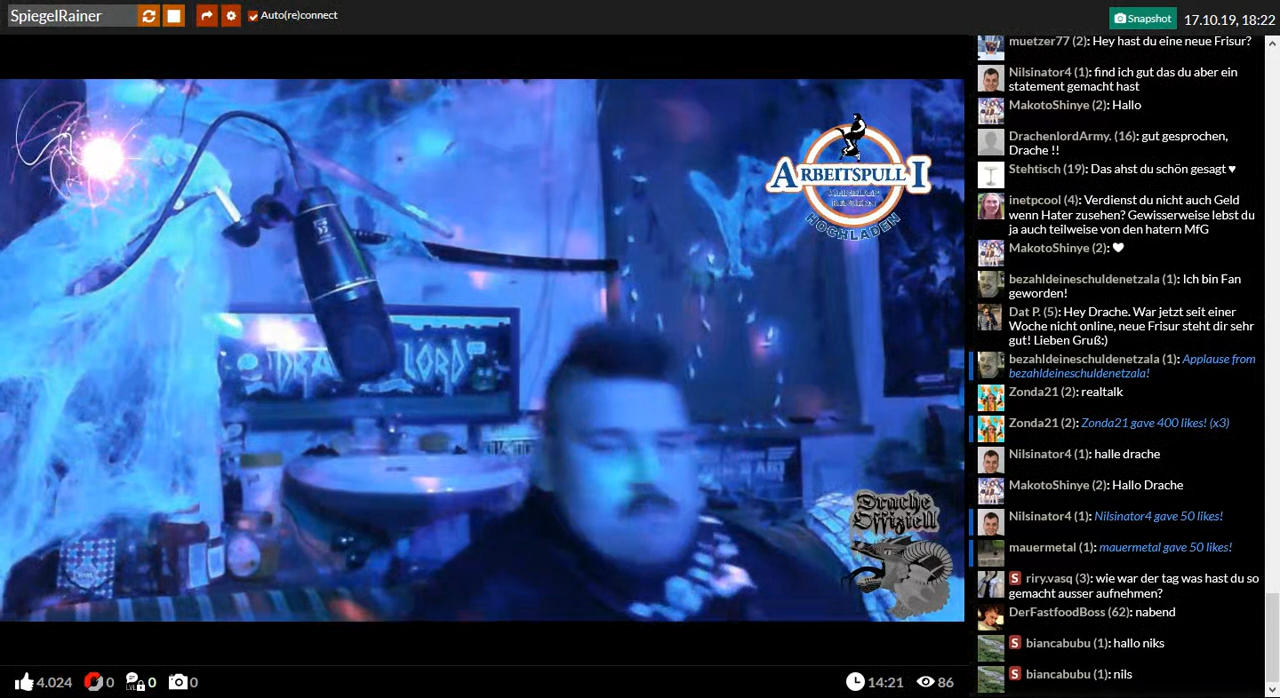 SpiegelRainer
Auto(re)connect
Snapshot
17.10.19, 18:22
ARBEITSPULLI
HOCHLADEN
LORD
Drache
Offiziell
muetzer77 (2): Hey hast du eine neue Frisur?
Nilsinator4 (1): find ich gut das du aber ein
statement gemacht hast
MakotoShinye (2): Hallo
DrachenlordArmy. (16): gut gesprochen,
Drache !!
Stehtisch (19): Das ahst du schön gesagt ♥
inetpcool (4): Verdienst du nicht auch Geld
wenn Hater zusehen? Gewisserweise lebst du
ja auch teilweise von den hatern MfG
MakotoShinye (2): ♥
bezahldeineschuldenetzala (1): Ich bin Fan
geworden!
Dat P. (5): Hey Drache. War jetzt seit einer
Woche nicht online, neue Frisur steht dir sehr
gut! Lieben Gruß:)
bezahldeineschuldenetzala (1): Applause from
bezahldeineschuldenetzala!
Zonda21 (2): realtalk
Zonda21 (2): Zonda21 gave 400 likes! (x3)
Nilsinator4 (1): halle drache
MakotoShinye (2): Hallo Drache
Nilsinator4 (1): Nilsinator4 gave 50 likes!
mauermetal (1): mauermetal gave 50 likes!
S riry.vasq (3): wie war der tag was hast du so
gemacht ausser aufnehmen?
DerFastfoodBoss (62): nabend
S biancabubu (1): hallo niks
S biancabubu (1): nils
4.024
0
LVL
0
0
14:21
86